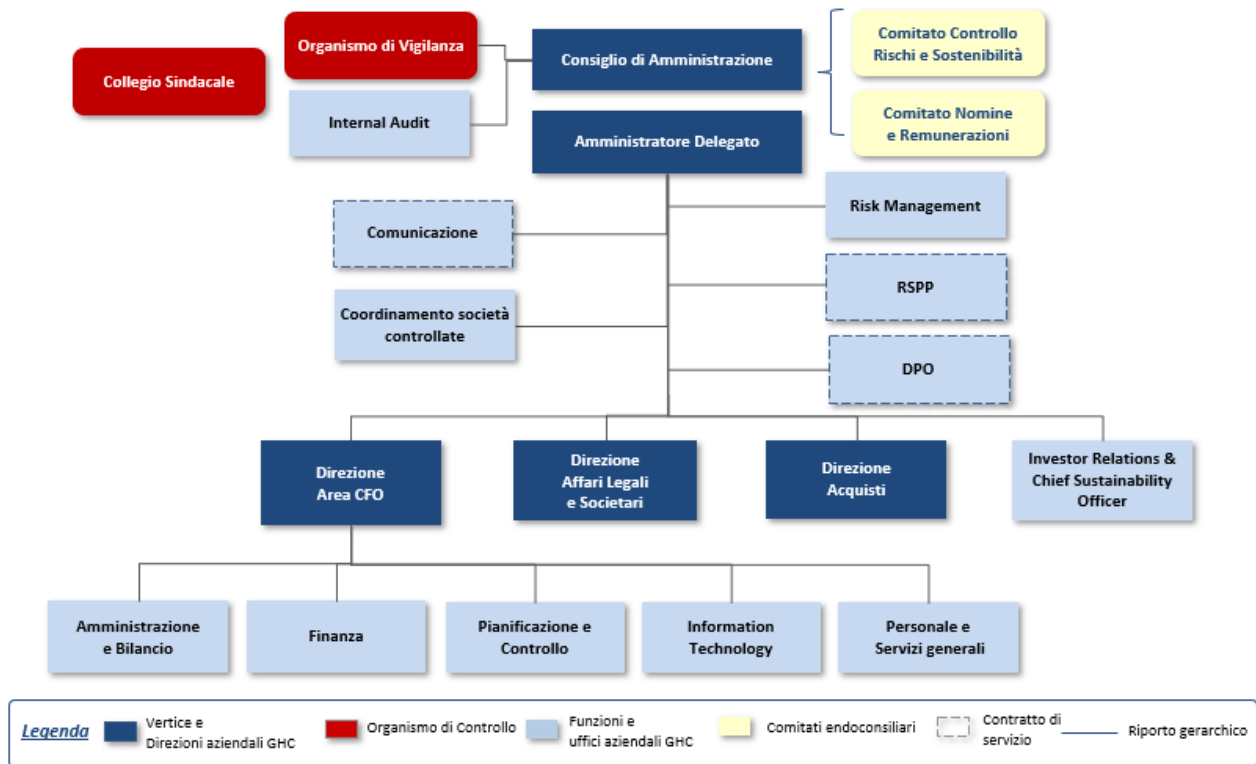 Collegio Sindacale
Organismo di Vigilanza
Internal Audit
Consiglio di Amministrazione
Amministratore Delegato
Comitato Controllo
Rischi e Sostenibilità
Comitato Nomine
e Remunerazioni
Comunicazione
Coordinamento società
controllate
Risk Management
RSPP
DPO
Direzione
Area CFO
Direzione
Affari Legali
e Societari
Direzione
Acquisti
Investor Relations &
Chief Sustainability
Officer
Amministrazione
e Bilancio
Finanza
Pianificazione e
Controllo
Information
Technology
Personale e
Servizi generali
Legenda
Vertice e
Direzioni aziendali GHC
Organismo di Controllo
Funzioni e
uffici aziendali GHC
Comitati endoconsiliari
Contratto di
servizio
Riporto gerarchico